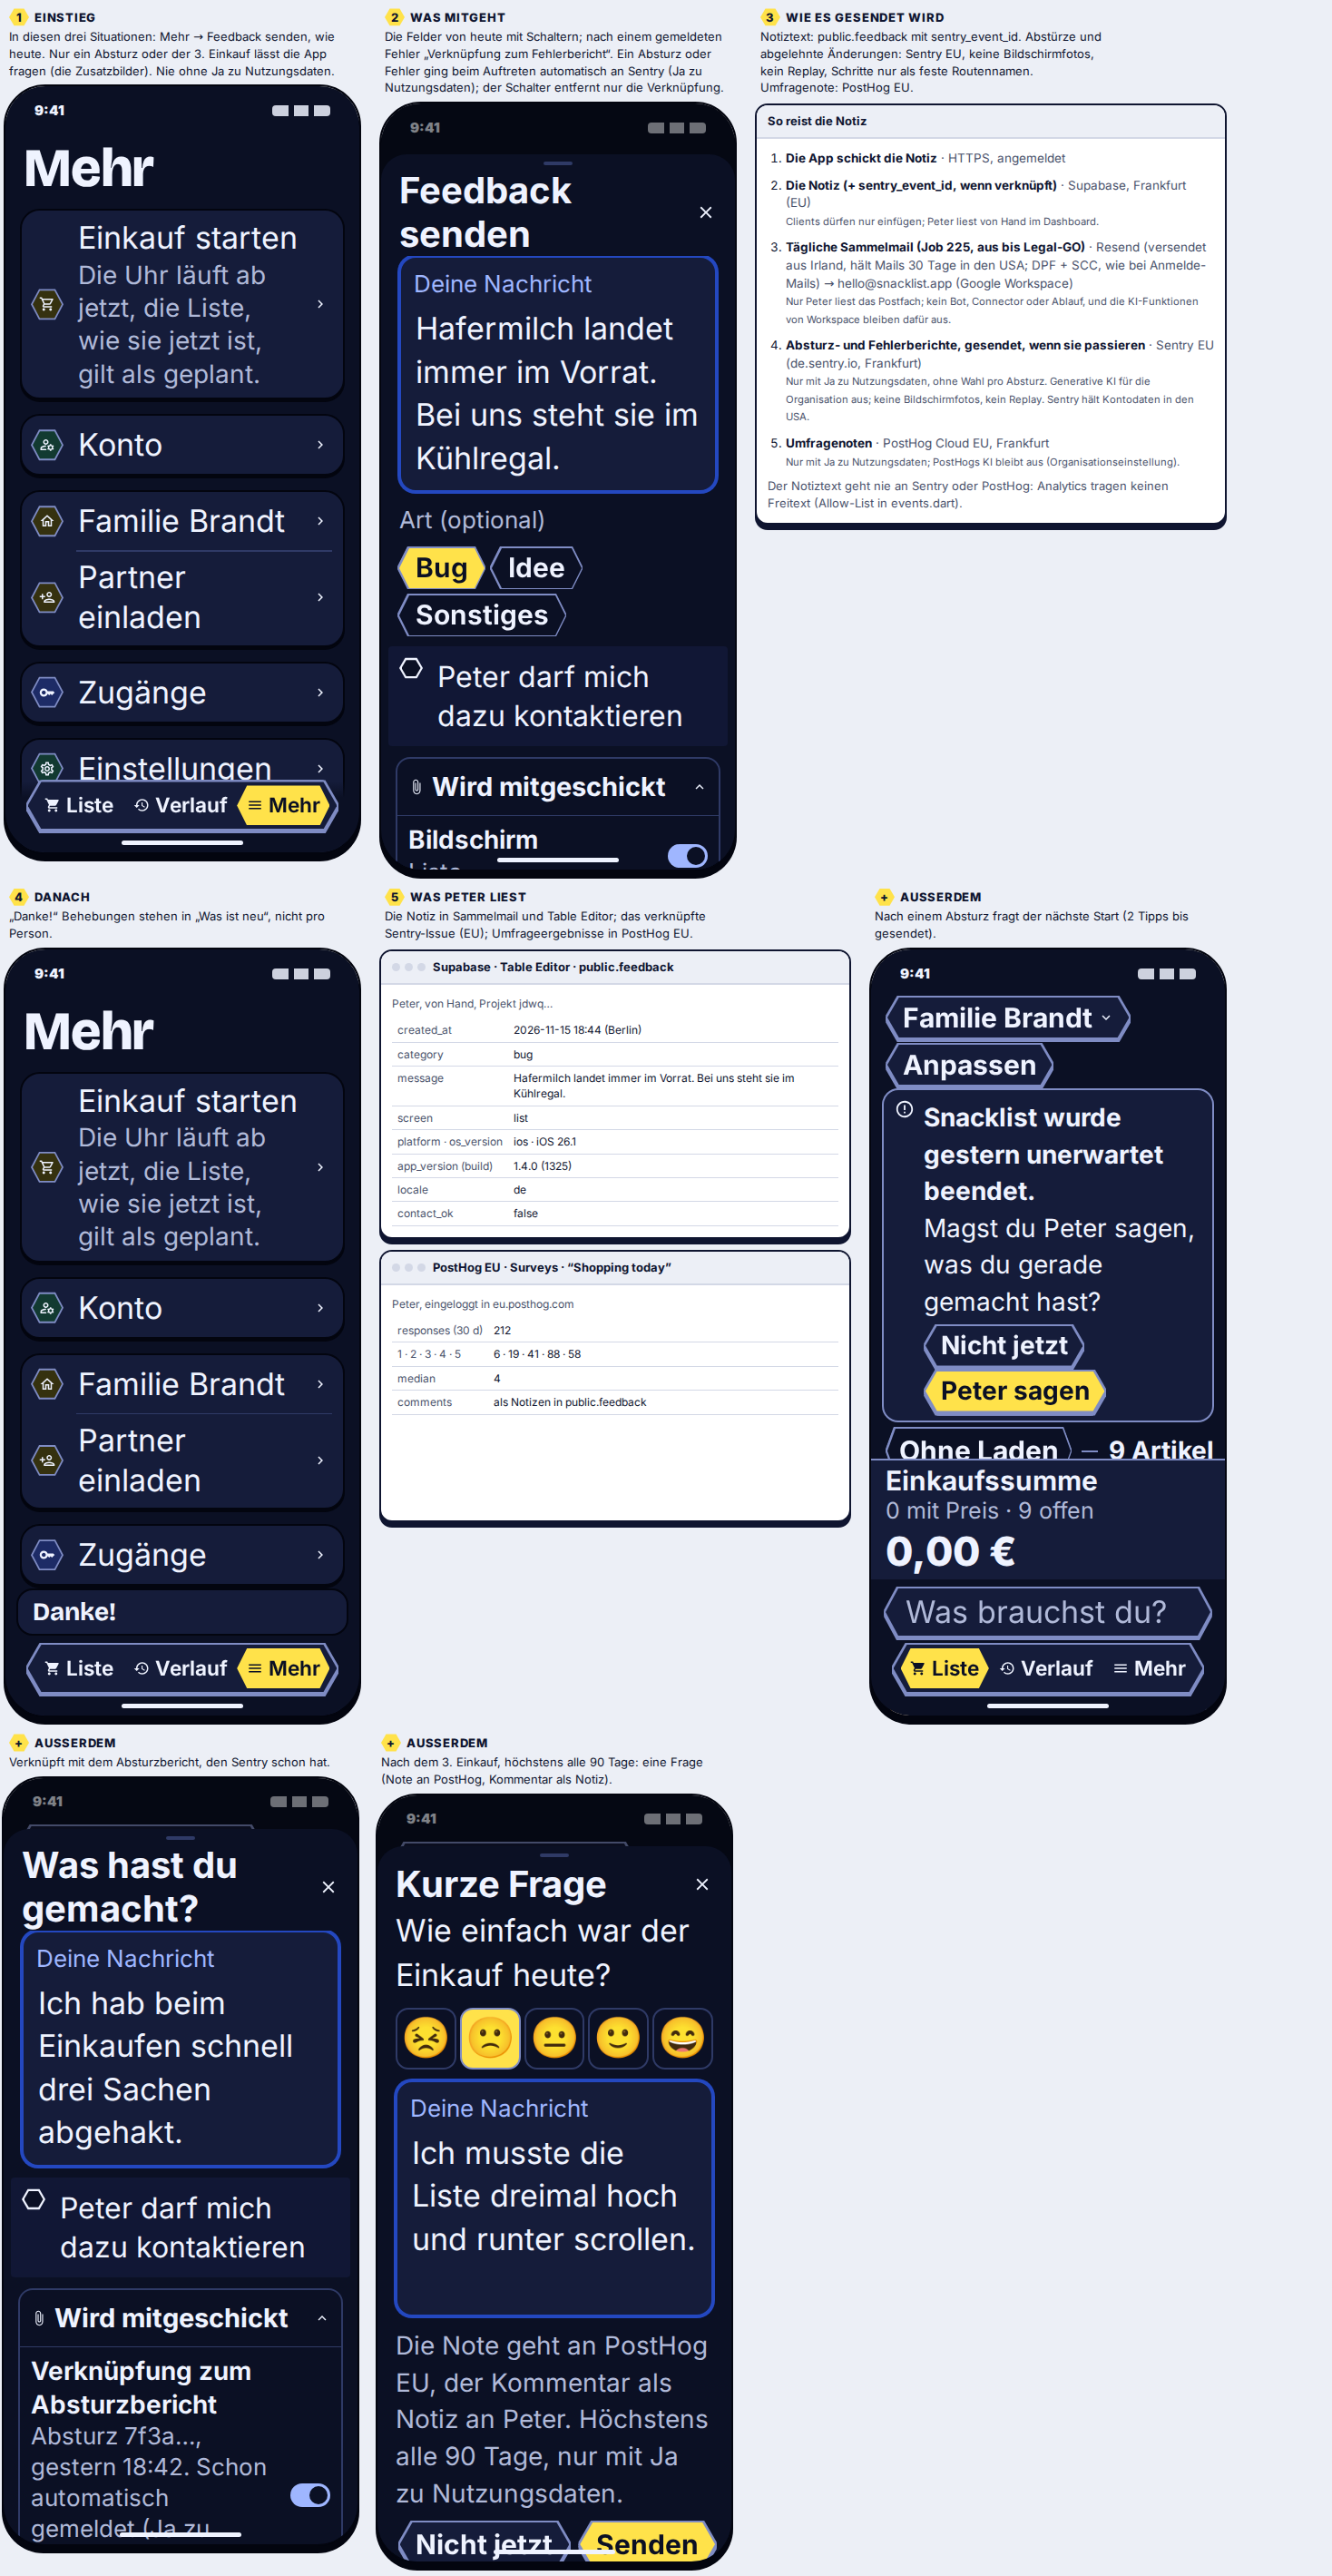 1 EINSTIEG
In diesen drei Situationen: Mehr → Feedback senden, wie
heute. Nur ein Absturz oder der 3. Einkauf lässt die App
fragen (die Zusatzbilder). Nie ohne Ja zu Nutzungsdaten.
9:41
Mehr
Einkauf starten
Die Uhr läuft ab
jetzt, die Liste,
wie sie jetzt ist,
gilt als geplant.
Konto
Familie Brandt
Partner
einladen
Zugänge
Einstellungen
Liste Verlauf Mehr
2 WAS MITGEHT
Die Felder von heute mit Schaltern; nach einem gemeldeten
Fehler „Verknüpfung zum Fehlerbericht“. Ein Absturz oder
Fehler ging beim Auftreten automatisch an Sentry (Ja zu
Nutzungsdaten); der Schalter entfernt nur die Verknüpfung.
9:41
Feedback
senden
Deine Nachricht
Hafermilch landet
immer im Vorrat.
Bei uns steht sie im
Kühlregal.
Art (optional)
Bug Idee
Sonstiges
Peter darf mich
dazu kontaktieren
Wird mitgeschickt
Bildschirm
Liste
3 WIE ES GESENDET WIRD
Notiztext: public.feedback mit sentry_event_id. Abstürze und
abgelehnte Änderungen: Sentry EU, keine Bildschirmfotos,
kein Replay, Schritte nur als feste Routennamen.
Umfragenote: PostHog EU.
So reist die Notiz
1. Die App schickt die Notiz · HTTPS, angemeldet
2. Die Notiz (+ sentry_event_id, wenn verknüpft) · Supabase, Frankfurt
(EU)
Clients dürfen nur einfügen; Peter liest von Hand im Dashboard.
3. Tägliche Sammelmail (Job 225, aus bis Legal-GO) · Resend (versendet
aus Irland, hält Mails 30 Tage in den USA; DPF + SCC, wie bei Anmelde-
Mails) → hello@snacklist.app (Google Workspace)
Nur Peter liest das Postfach; kein Bot, Connector oder Ablauf, und die KI-Funktionen
von Workspace bleiben dafür aus.
4. Absturz- und Fehlerberichte, gesendet, wenn sie passieren · Sentry EU
(de.sentry.io, Frankfurt)
Nur mit Ja zu Nutzungsdaten, ohne Wahl pro Absturz. Generative KI für die
Organisation aus; keine Bildschirmfotos, kein Replay. Sentry hält Kontodaten in den
USA.
5. Umfragenoten · PostHog Cloud EU, Frankfurt
Nur mit Ja zu Nutzungsdaten; PostHogs KI bleibt aus (Organisationseinstellung).
Der Notiztext geht nie an Sentry oder PostHog: Analytics tragen keinen
Freitext (Allow-List in events.dart).
4 DANACH
„Danke!“ Behebungen stehen in „Was ist neu“, nicht pro
Person.
9:41
Mehr
Einkauf starten
Die Uhr läuft ab
jetzt, die Liste,
wie sie jetzt ist,
gilt als geplant.
Konto
Familie Brandt
Partner
einladen
Zugänge
Danke!
Liste Verlauf Mehr
5 WAS PETER LIEST
Die Notiz in Sammelmail und Table Editor; das verknüpfte
Sentry-Issue (EU); Umfrageergebnisse in PostHog EU.
Supabase · Table Editor · public.feedback
Peter, von Hand, Projekt jdwq…
created_at 2026-11-15 18:44 (Berlin)
category bug
message Hafermilch landet immer im Vorrat. Bei uns steht sie im
Kühlregal.
screen list
platform · os_version ios · iOS 26.1
app_version (build) 1.4.0 (1325)
locale de
contact_ok false
PostHog EU · Surveys · “Shopping today”
Peter, eingeloggt in eu.posthog.com
responses (30 d) 212
1 · 2 · 3 · 4 · 5 6 · 19 · 41 · 88 · 58
median 4
comments als Notizen in public.feedback
+ AUSSERDEM
Nach einem Absturz fragt der nächste Start (2 Tipps bis
gesendet).
9:41
Familie Brandt
Anpassen
Snacklist wurde
gestern unerwartet
beendet.
Magst du Peter sagen,
was du gerade
gemacht hast?
Nicht jetzt
Peter sagen
Ohne Laden — 9 Artikel
Einkaufssumme
0 mit Preis · 9 offen
0,00 €
Was brauchst du?
Liste Verlauf Mehr
+ AUSSERDEM
Verknüpft mit dem Absturzbericht, den Sentry schon hat.
9:41
Was hast du
gemacht?
Deine Nachricht
Ich hab beim
Einkaufen schnell
drei Sachen
abgehakt.
Peter darf mich
dazu kontaktieren
Wird mitgeschickt
Verknüpfung zum
Absturzbericht
Absturz 7f3a…,
gestern 18:42. Schon
automatisch
gemeldet (Ja zu
+ AUSSERDEM
Nach dem 3. Einkauf, höchstens alle 90 Tage: eine Frage
(Note an PostHog, Kommentar als Notiz).
9:41
Kurze Frage
Wie einfach war der
Einkauf heute?
Deine Nachricht
Ich musste die
Liste dreimal hoch
und runter scrollen.
Die Note geht an PostHog
EU, der Kommentar als
Notiz an Peter. Höchstens
alle 90 Tage, nur mit Ja
zu Nutzungsdaten.
Nicht jetzt Senden